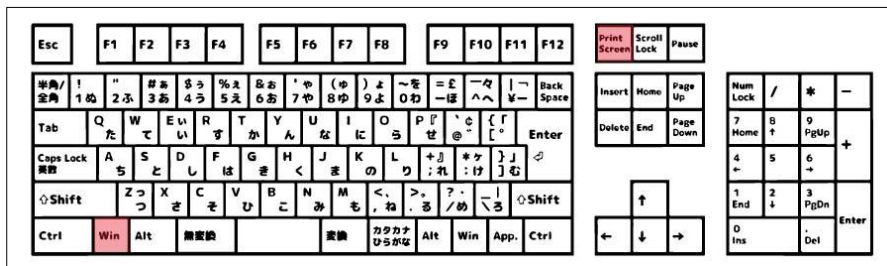 Esc F1 F2 F3 F4 F5 F6 F7 F8 F9 F10 F11 F12 Print Screen Scroll Lock Pause
半角/全角 ! 1 ぬ " 2 ふ # ぁ 3 あ $ ぅ 4 う % ぇ 5 え & ぉ 6 お ' ゃ 7 や ( ゅ 8 ゆ ) ょ 9 よ ~ を 0 わ = £ ー ほ 々 ^ へ | ¬ ¥ ー Back Space Insert Home Page Up Num Lock / * −
Tab Q た W て E ぃ い R す T か Y ん U な I に O ら P 『 せ ` ¢ @ ゛ { 「 [ ゜ Enter Delete End Page Down 7 Home 8 ↑ 9 PgUp +
Caps Lock 英数 A ち S と D し F は G き H く J ま K の L り + 』 ; れ * ヶ : け } 」 ] む 4 ← 5 6 →
⇧Shift Z っ つ X さ C そ V ひ B こ N み M も < 、 , ね > 。 . る ? ・ / め _ | \ ろ ⇧Shift ↑ 1 End 2 ↓ 3 PgDn Enter
Ctrl Win Alt 無変換 変換 カタカナ ひらがな Alt Win App. Ctrl ← ↓ → 0 Ins . Del